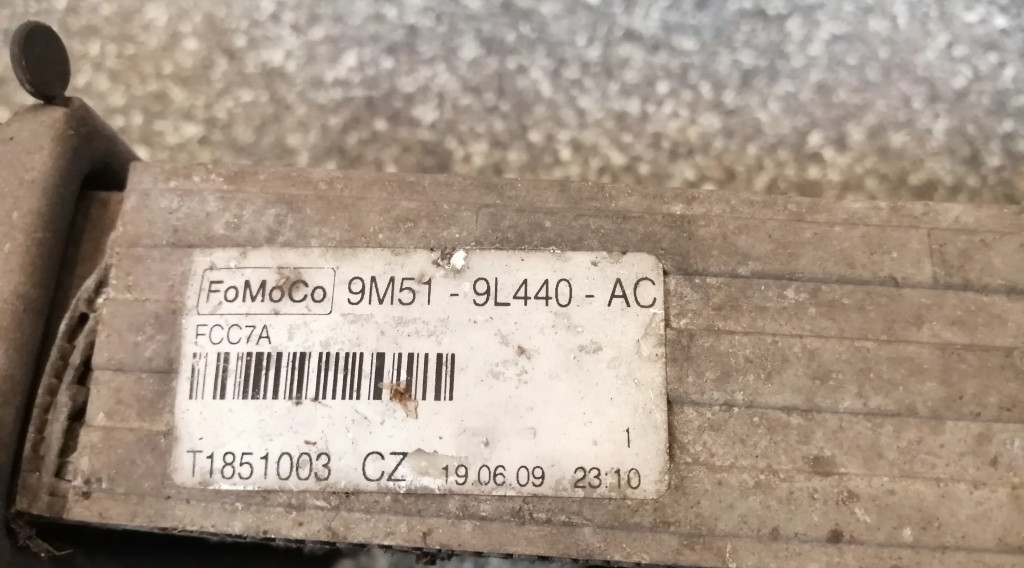 FoMoCo 9M51 - 9L440 - AC
FCC7A
1
T1851003 CZ 19.06.09 23:10